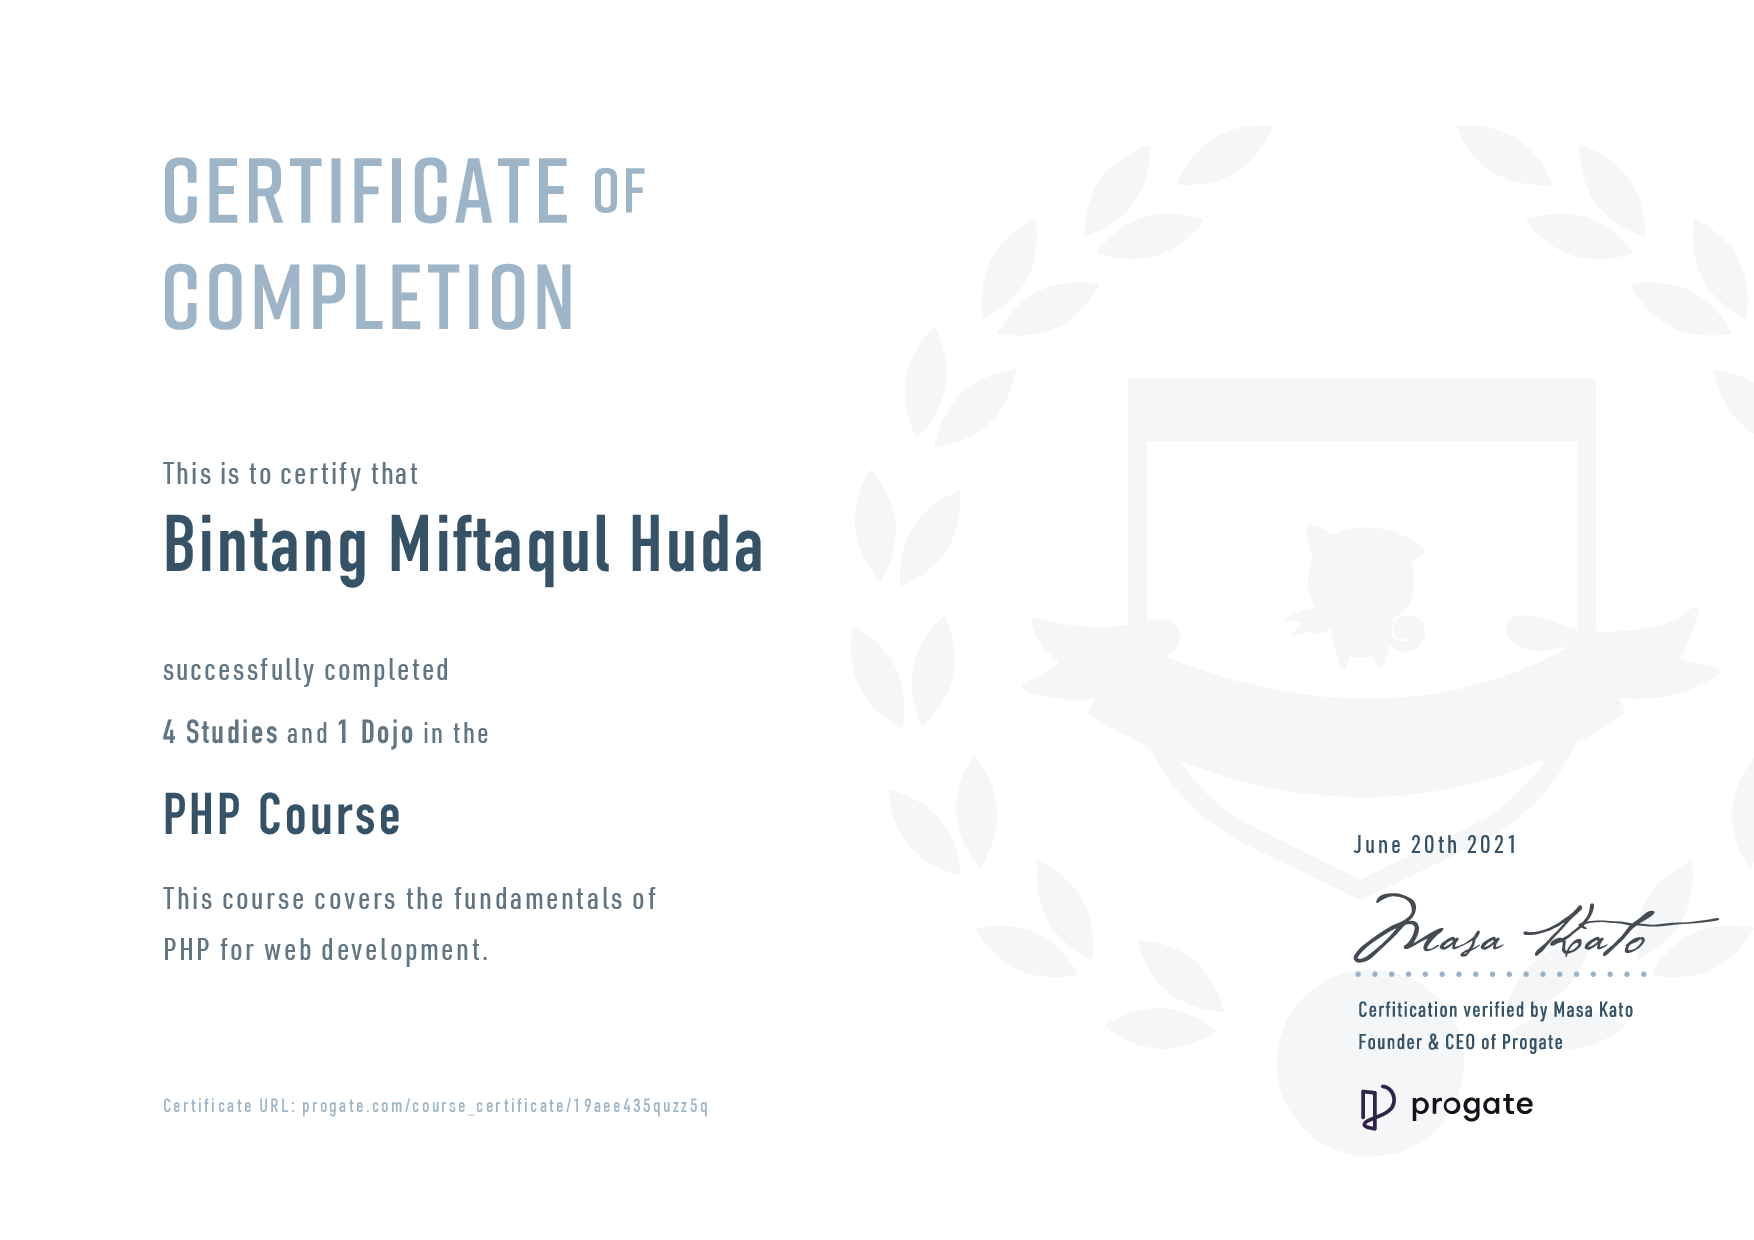 CERTIFICATE OF
COMPLETION
This is to certify that
Bintang Miftaqul Huda
successfully completed
4 Studies and 1 Dojo in the
PHP Course
This course covers the fundamentals of
PHP for web development.
Certificate URL: progate.com/course_certificate/19aee435quzz5q
June 20th 2021
Masa Kato
Cerfitication verified by Masa Kato
Founder & CEO of Progate
progate